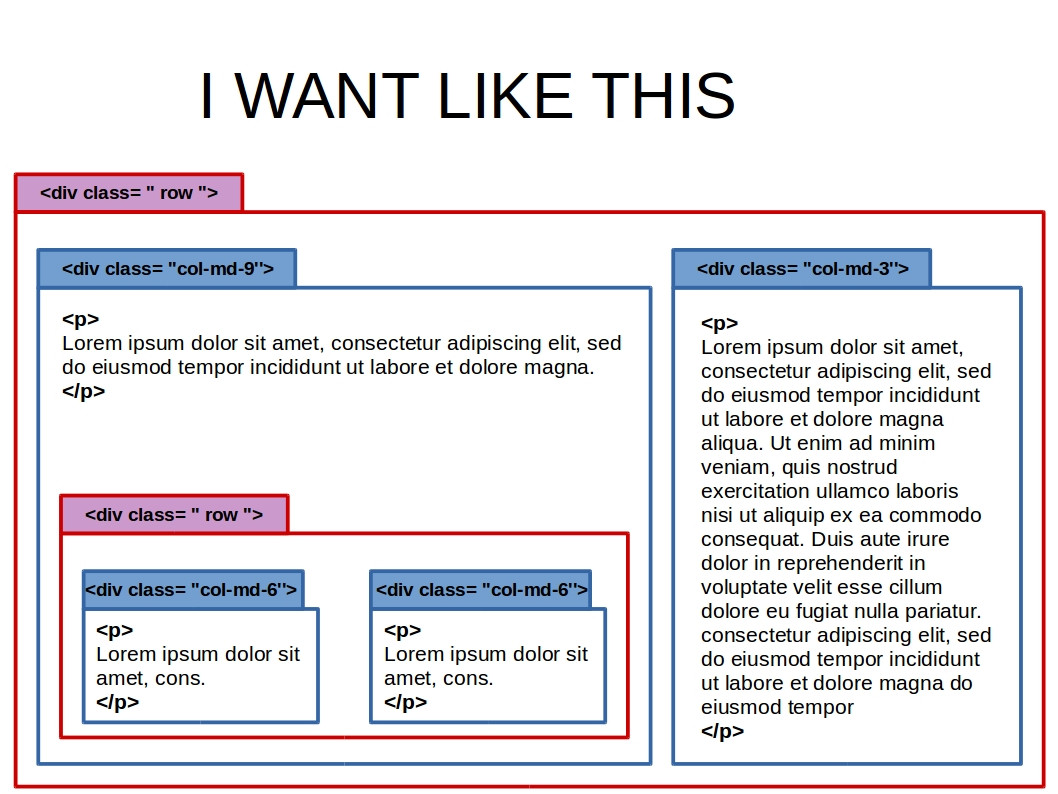 I WANT LIKE THIS
<div class= " row ">
<div class= "col-md-9''>
<p>
Lorem ipsum dolor sit amet, consectetur adipiscing elit, sed
do eiusmod tempor incididunt ut labore et dolore magna.
</p>
<div class= " row ">
<div class= "col-md-6''>
<p>
Lorem ipsum dolor sit
amet, cons.
</p>
<div class= "col-md-6''>
<p>
Lorem ipsum dolor sit
amet, cons.
</p>
<div class= "col-md-3''>
<p>
Lorem ipsum dolor sit amet,
consectetur adipiscing elit, sed
do eiusmod tempor incididunt
ut labore et dolore magna
aliqua. Ut enim ad minim
veniam, quis nostrud
exercitation ullamco laboris
nisi ut aliquip ex ea commodo
consequat. Duis aute irure
dolor in reprehenderit in
voluptate velit esse cillum
dolore eu fugiat nulla pariatur.
consectetur adipiscing elit, sed
do eiusmod tempor incididunt
ut labore et dolore magna do
eiusmod tempor
</p>